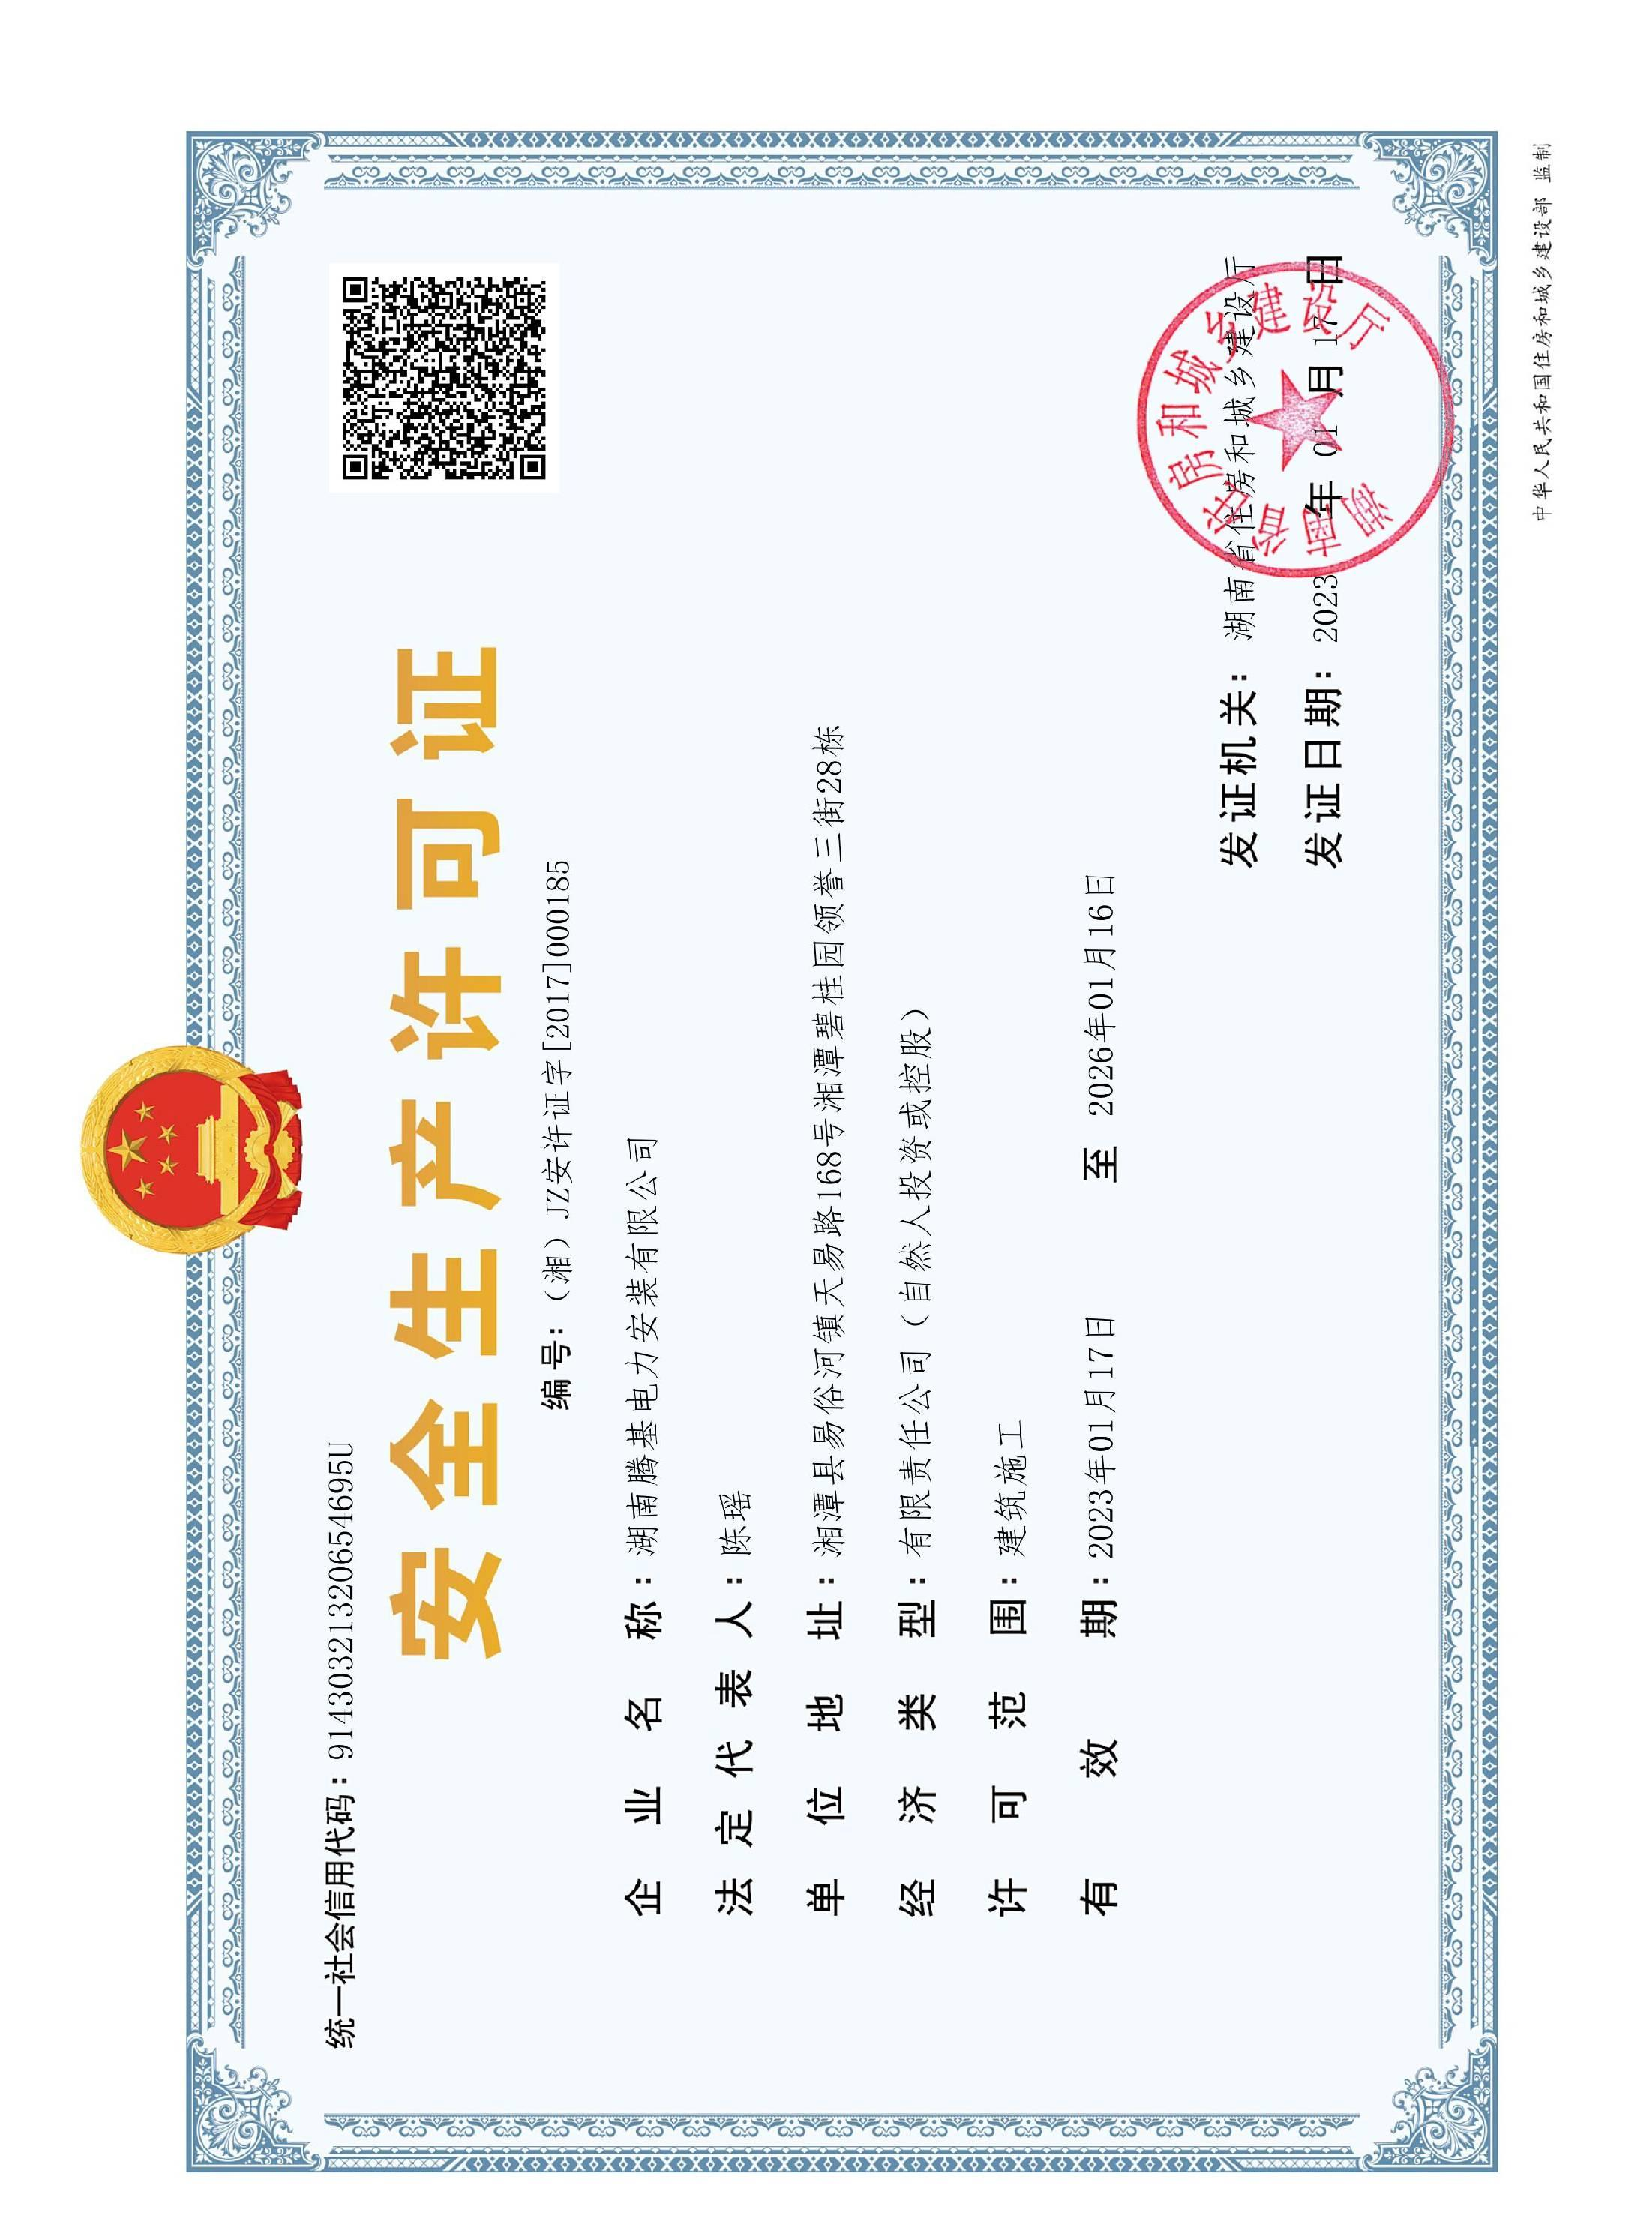 统一社会信用代码：91430321320654695U
安全生产许可证
编号：（湘）JZ安许证字[2017]000185
企业名称：湖南腾基电力安装有限公司
法定代表人：陈瑶
单位地址：湘潭县易俗河镇天易路168号湘潭碧桂园领誉三街28栋
经济类型：有限责任公司（自然人投资或控股）
许可范围：建筑施工
有效期：2023年01月17日 至 2026年01月16日
发证机关：湖南省住房和城乡建设厅
发证日期：2023年01月17日
湖南省住房和城乡建设厅
中华人民共和国住房和城乡建设部 监制